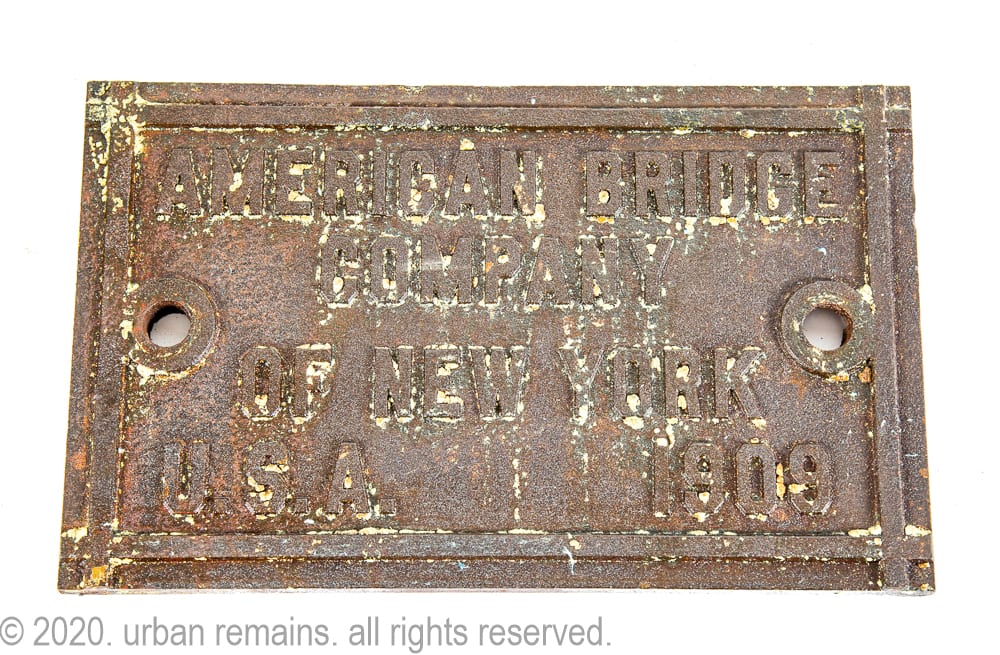 AMERICAN BRIDGE
COMPANY
OF NEW YORK
U.S.A. 1909
© 2020. urban remains. all rights reserved.